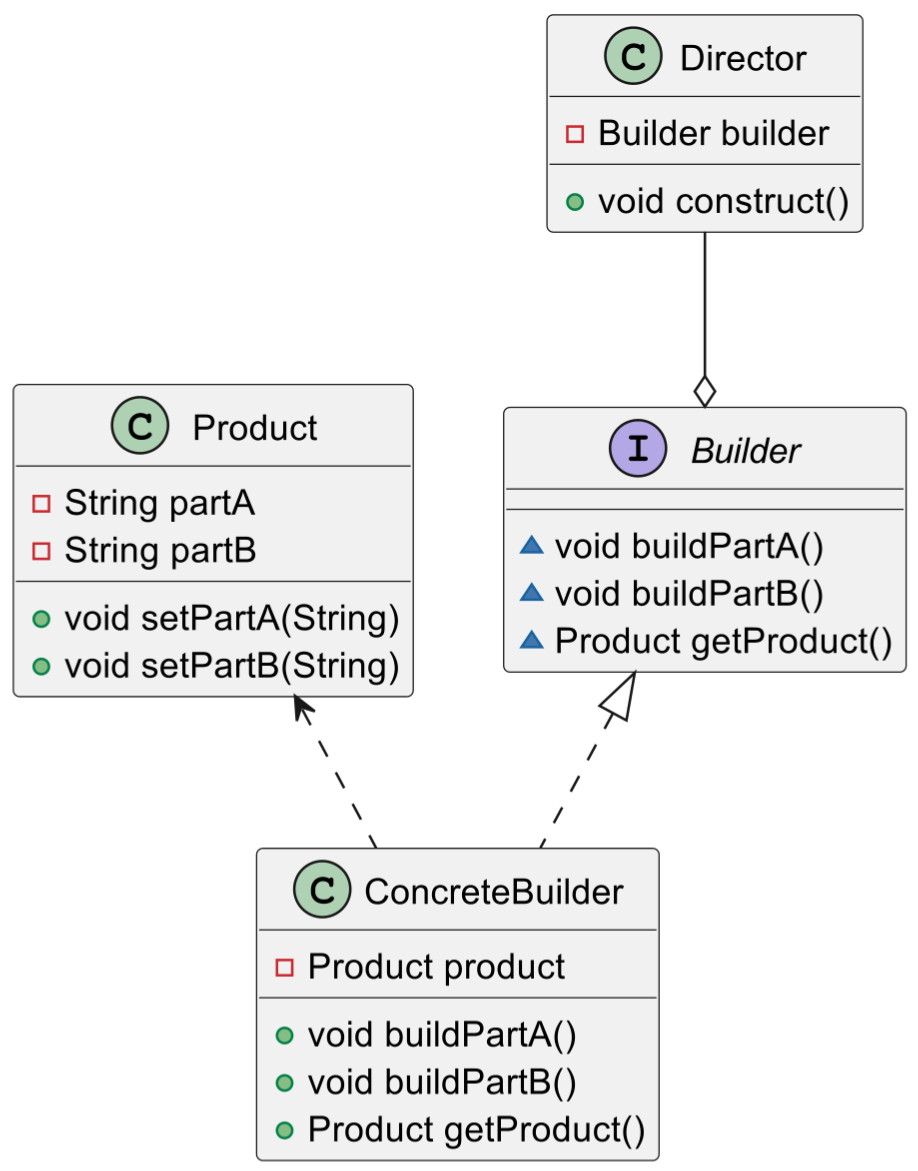 C Director
Builder builder
void construct()
C Product
String partA
String partB
void setPartA(String)
void setPartB(String)
I Builder
void buildPartA()
void buildPartB()
Product getProduct()
C ConcreteBuilder
Product product
void buildPartA()
void buildPartB()
Product getProduct()